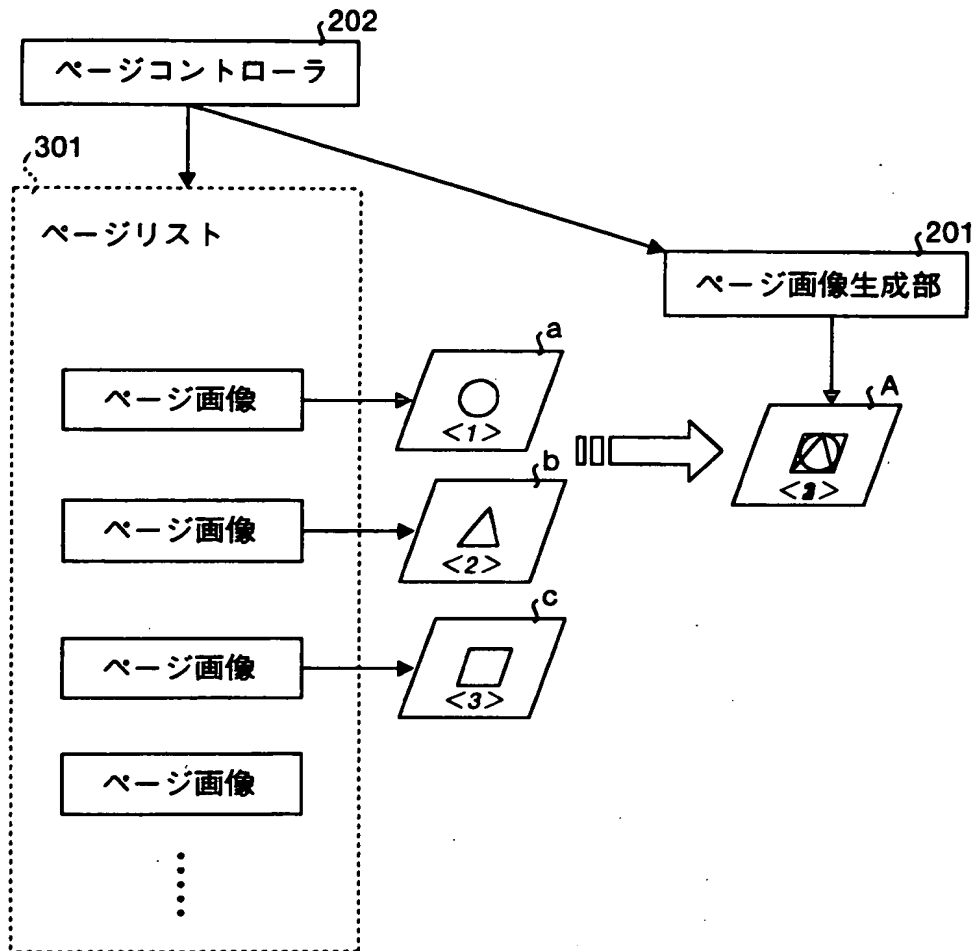 202
ページコントローラ
301
ページリスト
201
ページ画像生成部
ページ画像
a
<1>
A
ページ画像
b
<2>
ページ画像
c
<3>
ページ画像